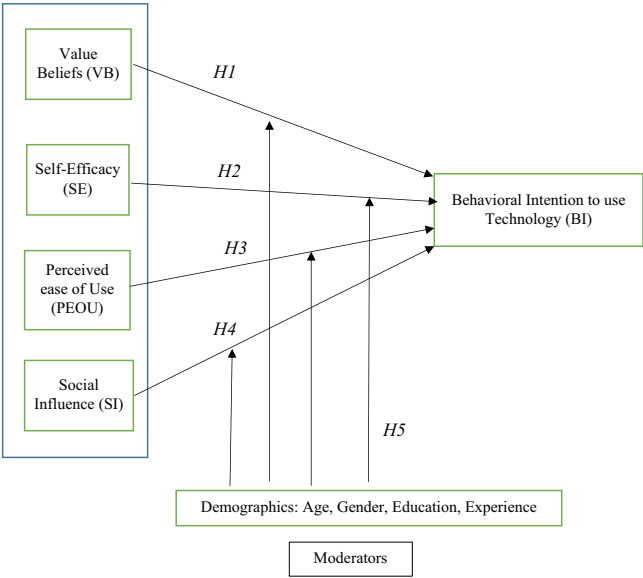 Value
Beliefs (VB)
H1
Self-Efficacy
(SE)
H2
Behavioral Intention to use
Technology (BI)
Perceived
ease of Use
(PEOU)
H3
H4
Social
Influence (SI)
H5
Demographics: Age, Gender, Education, Experience
Moderators